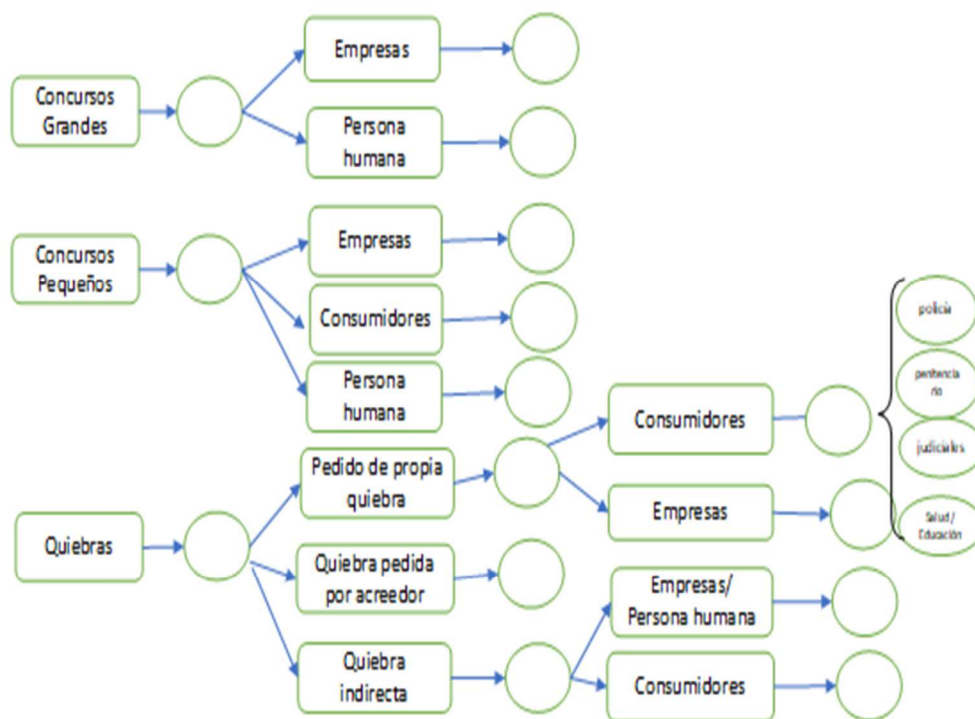 Empresas
Concursos
Grandes
Persona
humana
Empresas
Concursos
Pequeños
Consumidores
Persona
humana
Consumidores
policía
penitencia
rio
judiciales
Salud /
Educación
Pedido de propia
quiebra
Empresas
Quiebras
Quiebra pedida
por acreedor
Empresas/
Persona humana
Quiebra
indirecta
Consumidores